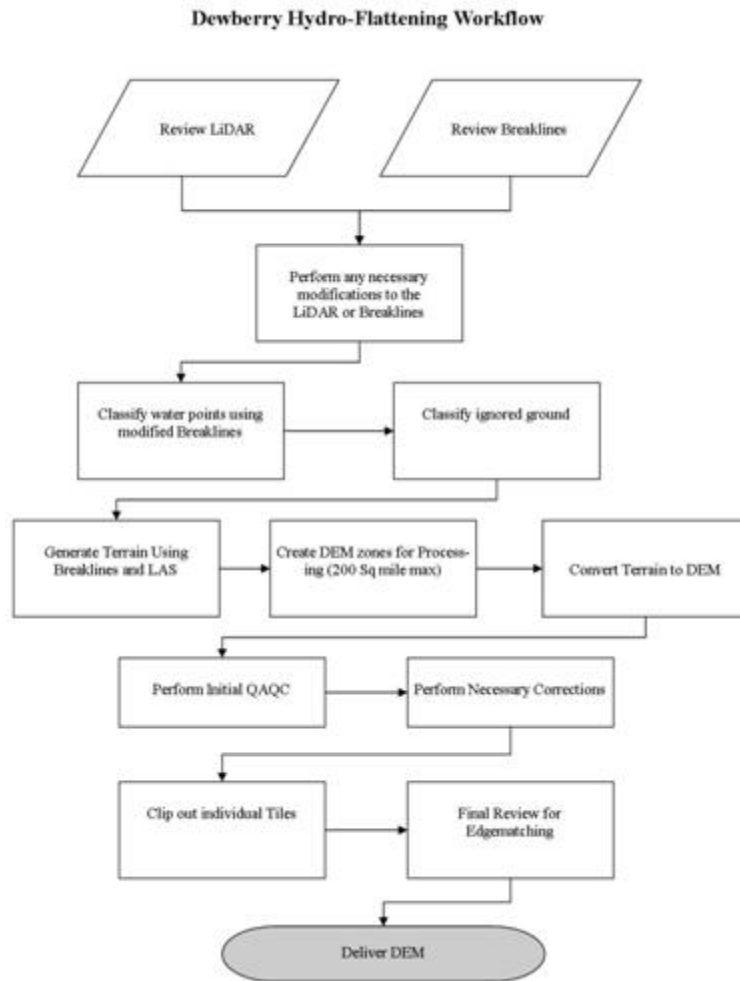 Dewberry Hydro-Flattening Workflow
Review LiDAR
Review Breaklines
Perform any necessary
modifications to the
LiDAR or Breaklines
Classify water points using
modified Breaklines
Classify ignored ground
Generate Terrain Using
Breaklines and LAS
Create DEM zones for Process-
ing (200 Sq mile max)
Convert Terrain to DEM
Perform Initial QAQC
Perform Necessary Corrections
Clip out individual Tiles
Final Review for
Edgematching
Deliver DEM